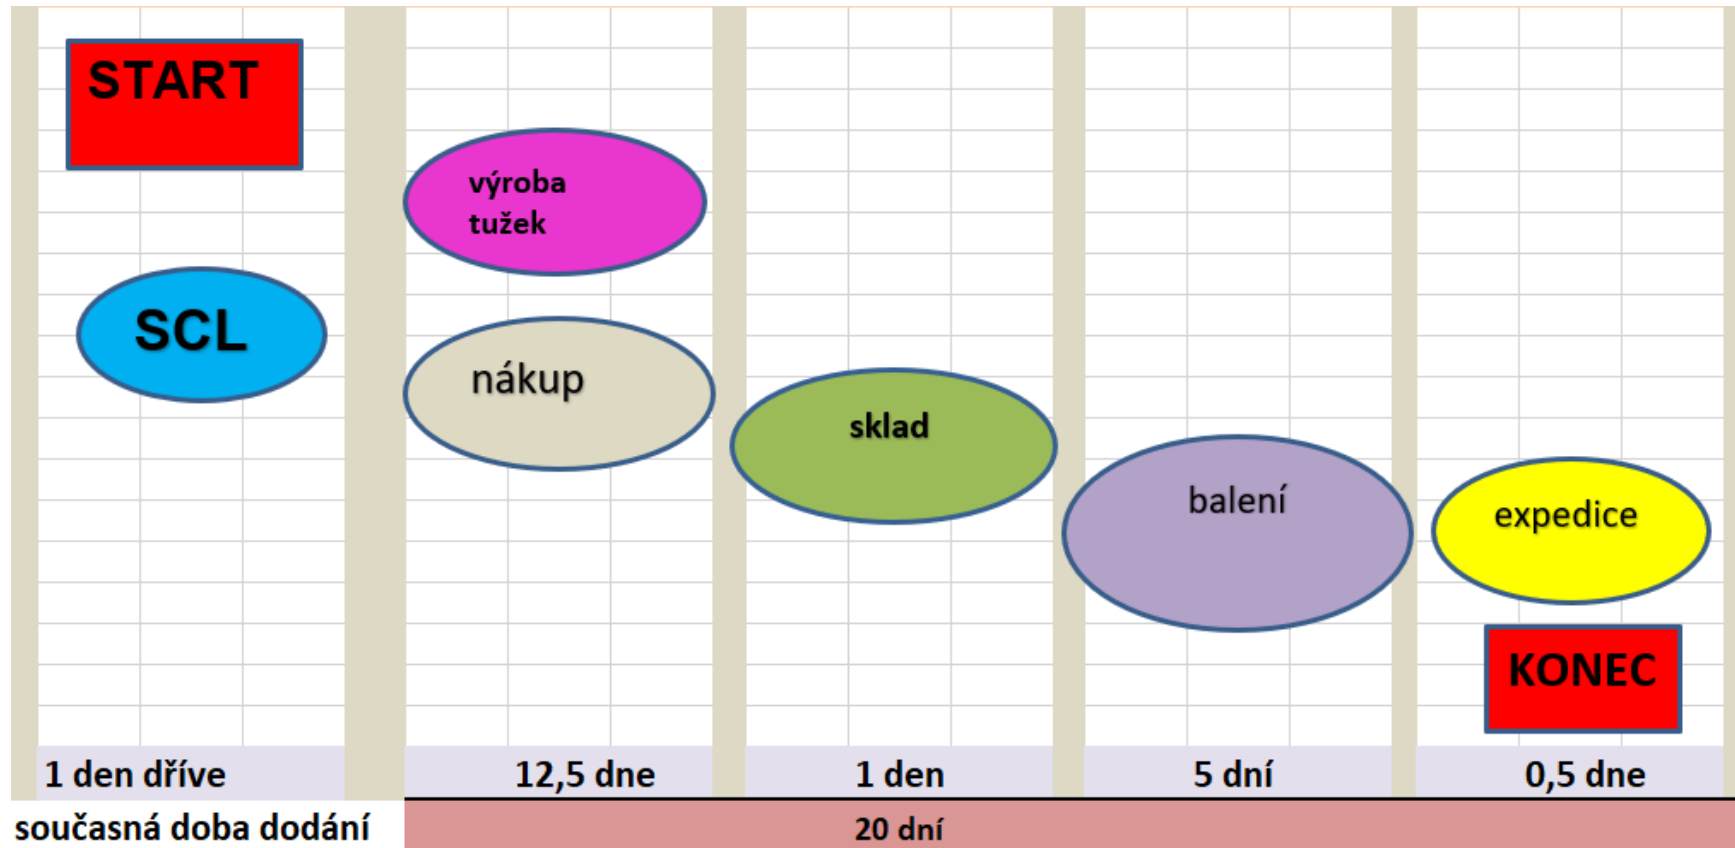 START
výroba
tužek
SCL
nákup
sklad
balení
expedice
KONEC
1 den dříve
12,5 dne
1 den
5 dní
0,5 dne
současná doba dodání
20 dní